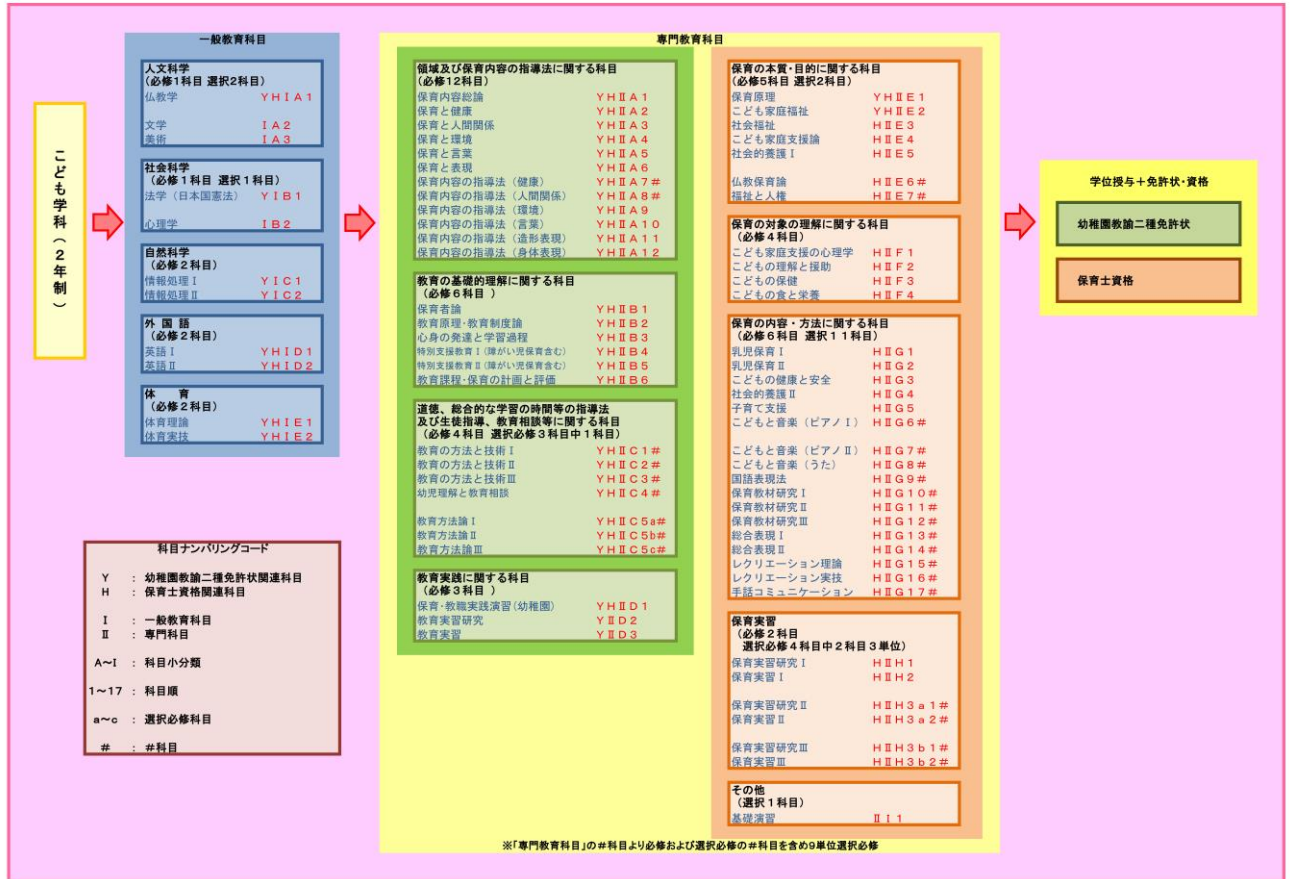 こども学科（２年制）
一般教育科目
人文科学
(必修１科目 選択２科目)
仏教学 ＹＨⅠＡ１
文学 ⅠＡ２
美術 ⅠＡ３
社会科学
(必修１科目 選択１科目)
法学（日本国憲法） ＹⅠＢ１
心理学 ⅠＢ２
自然科学
(必修２科目)
情報処理Ⅰ ＹⅠＣ１
情報処理Ⅱ ＹⅠＣ２
外 国 語
(必修２科目)
英語Ⅰ ＹＨⅠＤ１
英語Ⅱ ＹＨⅠＤ２
体　育
(必修２科目)
体育理論 ＹＨⅠＥ１
体育実技 ＹＨⅠＥ２
科目ナンバリングコード
Ｙ ： 幼稚園教諭二種免許状関連科目
Ｈ ： 保育士資格関連科目
Ⅰ ： 一般教育科目
Ⅱ ： 専門科目
Ａ～Ｉ ： 科目小分類
1～17 ： 科目順
ａ～ｃ ： 選択必修科目
＃ ： ＃科目
専門教育科目
領域及び保育内容の指導法に関する科目
(必修12科目)
保育内容総論 ＹＨⅡＡ１
保育と健康 ＹＨⅡＡ２
保育と人間関係 ＹＨⅡＡ３
保育と環境 ＹＨⅡＡ４
保育と言葉 ＹＨⅡＡ５
保育と表現 ＹＨⅡＡ６
保育内容の指導法（健康） ＹＨⅡＡ７＃
保育内容の指導法（人間関係） ＹＨⅡＡ８＃
保育内容の指導法（環境） ＹＨⅡＡ９
保育内容の指導法（言葉） ＹＨⅡＡ１０
保育内容の指導法（造形表現） ＹＨⅡＡ１１
保育内容の指導法（身体表現） ＹＨⅡＡ１２
教育の基礎的理解に関する科目
(必修６科目 )
保育者論 ＹＨⅡＢ１
教育原理・教育制度論 ＹＨⅡＢ２
心身の発達と学習過程 ＹＨⅡＢ３
特別支援教育Ⅰ(障がい児保育含む) ＹＨⅡＢ４
特別支援教育Ⅱ(障がい児保育含む) ＹＨⅡＢ５
教育課程・保育の計画と評価 ＹＨⅡＢ６
道徳、総合的な学習の時間等の指導法
及び生徒指導、教育相談等に関する科目
(必修４科目 選択必修３科目中１科目)
教育の方法と技術Ⅰ ＹＨⅡＣ１＃
教育の方法と技術Ⅱ ＹＨⅡＣ２＃
教育の方法と技術Ⅲ ＹＨⅡＣ３＃
幼児理解と教育相談 ＹＨⅡＣ４＃
教育方法論Ⅰ ＹＨⅡＣ５a＃
教育方法論Ⅱ ＹＨⅡＣ５b＃
教育方法論Ⅲ ＹＨⅡＣ５c＃
教育実践に関する科目
(必修３科目 )
保育・教職実践演習(幼稚園) ＹＨⅡＤ１
教育実習研究 ＹⅡＤ２
教育実習 ＹⅡＤ３
保育の本質・目的に関する科目
(必修5科目 選択２科目)
保育原理 ＹＨⅡＥ１
こども家庭福祉 ＹＨⅡＥ２
社会福祉 ＨⅡＥ３
こども家庭支援論 ＨⅡＥ４
社会的養護Ⅰ ＨⅡＥ５
仏教保育論 ＨⅡＥ６＃
福祉と人権 ＨⅡＥ７＃
保育の対象の理解に関する科目
(必修４科目)
こども家庭支援の心理学 ＨⅡＦ１
こどもの理解と援助 ＨⅡＦ２
こどもの保健 ＨⅡＦ３
こどもの食と栄養 ＨⅡＦ４
保育の内容・方法に関する科目
(必修６科目 選択１１科目)
乳児保育Ⅰ ＨⅡＧ１
乳児保育Ⅱ ＨⅡＧ２
こどもの健康と安全 ＨⅡＧ３
社会的養護Ⅱ ＨⅡＧ４
子育て支援 ＨⅡＧ５
こどもと音楽（ピアノⅠ） ＨⅡＧ６＃
こどもと音楽（ピアノⅡ） ＨⅡＧ７＃
こどもと音楽（うた） ＨⅡＧ８＃
国語表現法 ＨⅡＧ９＃
保育教材研究Ⅰ ＨⅡＧ１０＃
保育教材研究Ⅱ ＨⅡＧ１１＃
保育教材研究Ⅲ ＨⅡＧ１２＃
総合表現Ⅰ ＨⅡＧ１３＃
総合表現Ⅱ ＨⅡＧ１４＃
レクリエーション理論 ＨⅡＧ１５＃
レクリエーション実技 ＨⅡＧ１６＃
手話コミュニケーション ＨⅡＧ１７＃
保育実習
(必修２科目
選択必修４科目中２科目３単位)
保育実習研究Ⅰ ＨⅡＨ１
保育実習Ⅰ ＨⅡＨ２
保育実習研究Ⅱ ＨⅡＨ３ａ１＃
保育実習Ⅱ ＨⅡＨ３ａ２＃
保育実習研究Ⅲ ＨⅡＨ３ｂ１＃
保育実習Ⅲ ＨⅡＨ３ｂ２＃
その他
(選択１科目)
基礎演習 ⅡＩ１
※「専門教育科目」の＃科目より必修および選択必修の＃科目を含め9単位選択必修
学位授与＋免許状・資格
幼稚園教諭二種免許状
保育士資格